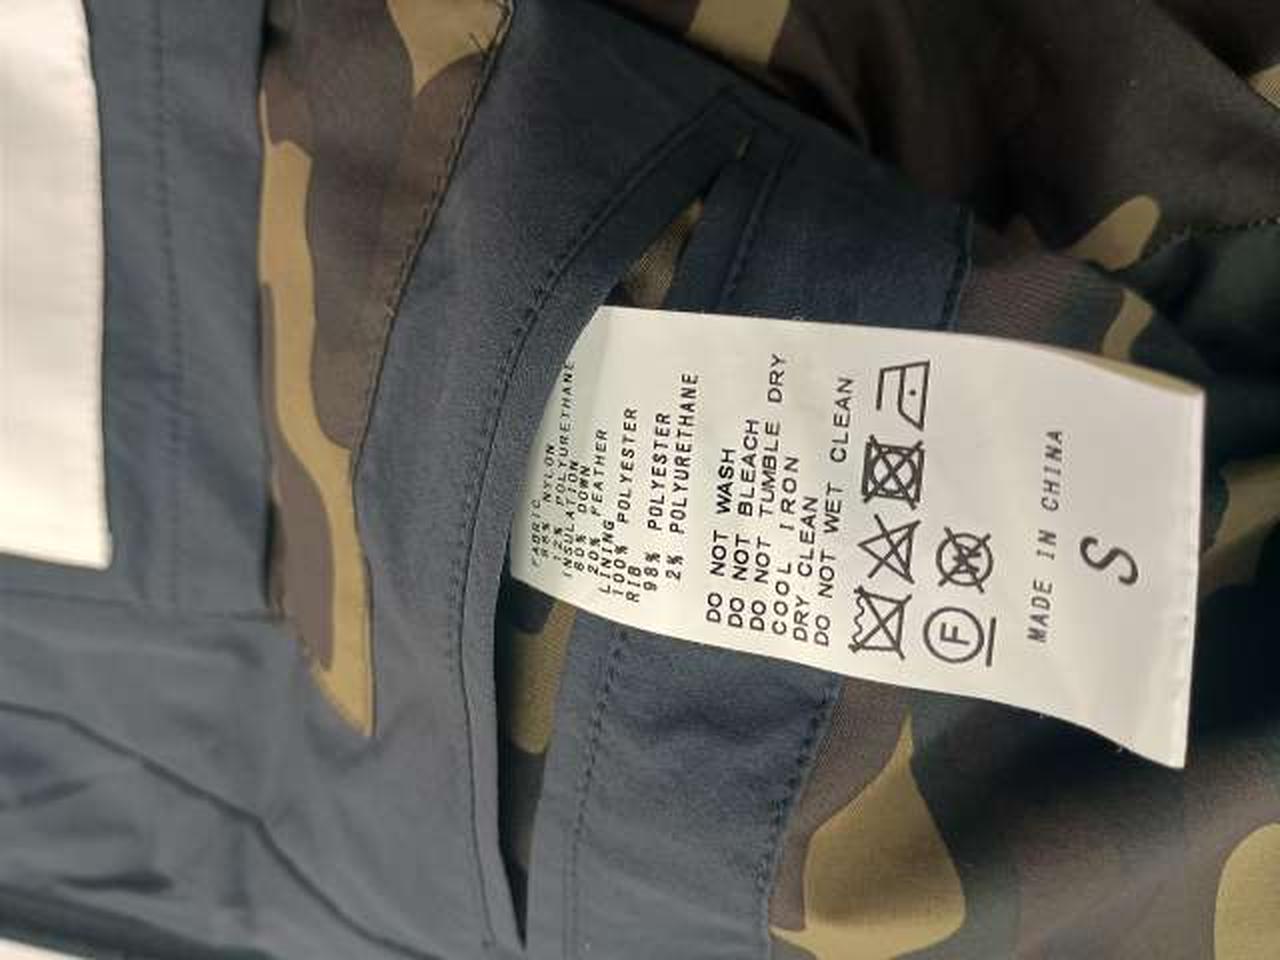 FABRIC
88% NYLON
12% POLYURETHANE
INSULATION
80% DOWN
20% FEATHER
LINING
100% POLYESTER
RIB
98% POLYESTER
2% POLYURETHANE
DO NOT WASH
DO NOT BLEACH
DO NOT TUMBLE DRY
COOL IRON
DRY CLEAN
DO NOT WET CLEAN
F
W
MADE IN CHINA
S